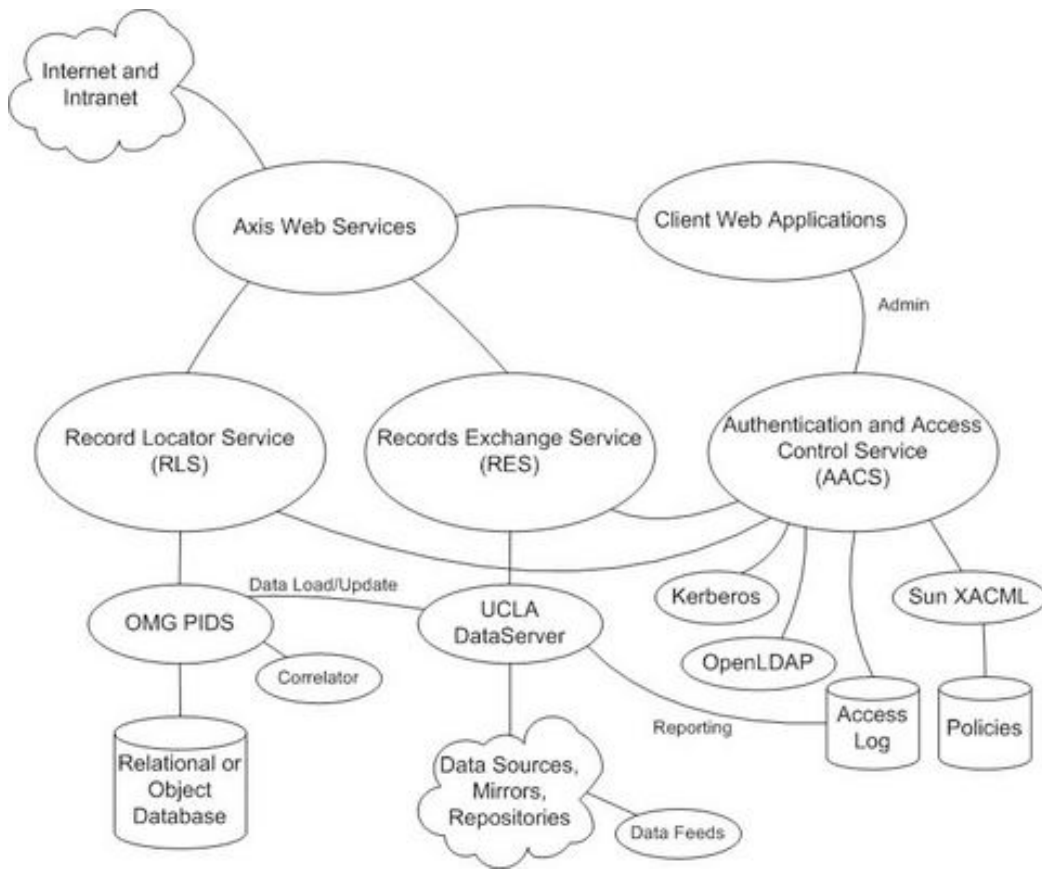 Internet and
Intranet
Axis Web Services
Client Web Applications
Admin
Record Locator Service
(RLS)
Records Exchange Service
(RES)
Authentication and Access
Control Service
(AACS)
Data Load/Update
OMG PIDS
UCLA
DataServer
Kerberos
Sun XACML
OpenLDAP
Correlator
Reporting
Access
Log
Policies
Relational or
Object
Database
Data Sources,
Mirrors,
Repositories
Data Feeds